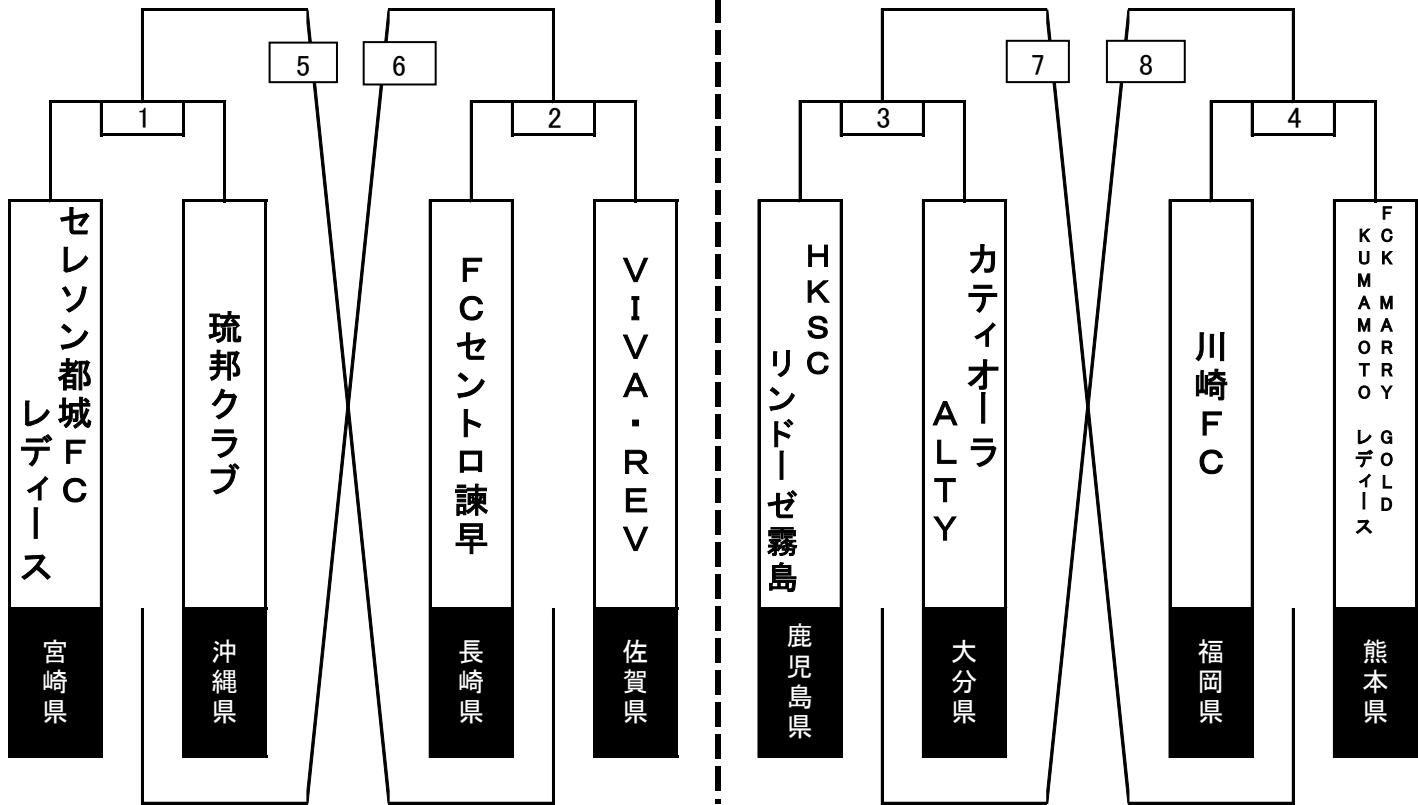 5
6
7
8
1
2
3
4
セレソン都城FC
レディース
琉邦クラブ
FCセントロ諫早
VIVA・REV
HKSC
リンドーゼ霧島
カティオーラ
ALTY
川崎FC
FCK MARRY GOLD
KUMAMOTO レディース
宮崎県
沖縄県
長崎県
佐賀県
鹿児島県
大分県
福岡県
熊本県